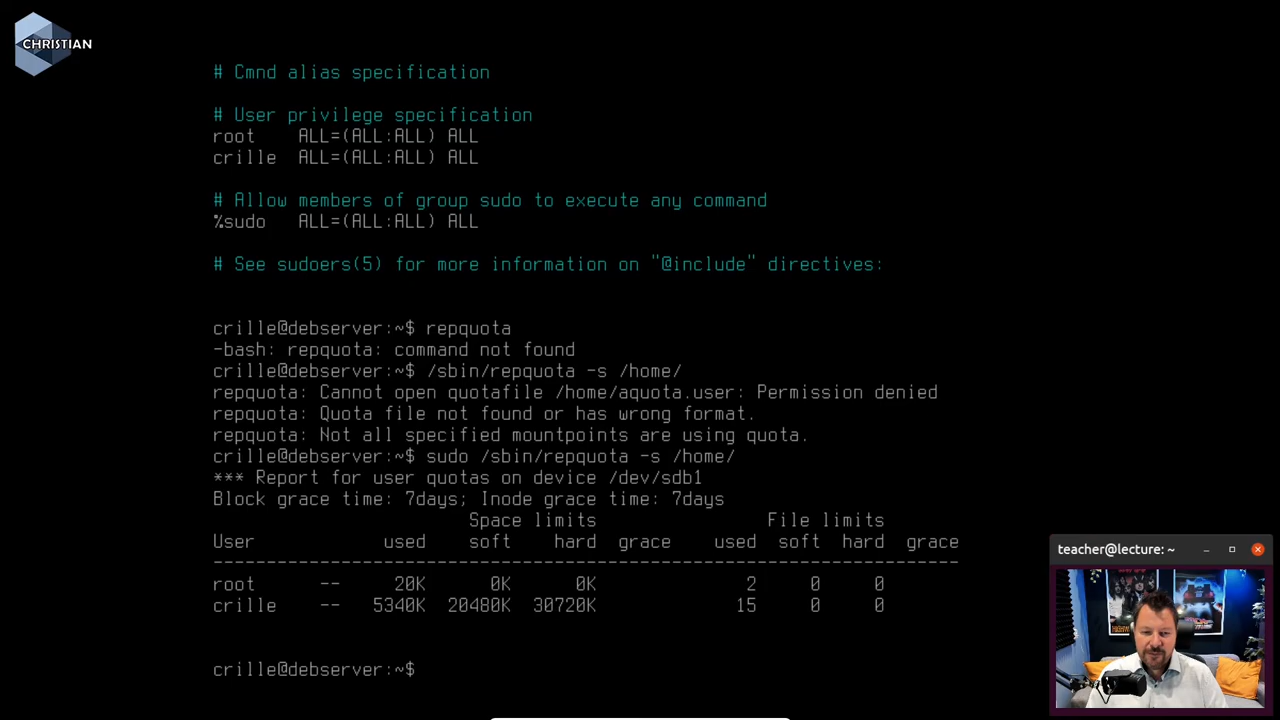 CHRISTIAN
# Cmnd alias specification
# User privilege specification
root ALL=(ALL:ALL) ALL
crille ALL=(ALL:ALL) ALL
# Allow members of group sudo to execute any command
%sudo ALL=(ALL:ALL) ALL
# See sudoers(5) for more information on "@include" directives:
crille@debserver:~$ repquota
-bash: repquota: command not found
crille@debserver:~$ /sbin/repquota -s /home/
repquota: Cannot open quotafile /home/aquota.user: Permission denied
repquota: Quota file not found or has wrong format.
repquota: Not all specified mountpoints are using quota.
crille@debserver:~$ sudo /sbin/repquota -s /home/
*** Report for user quotas on device /dev/sdb1
Block grace time: 7days; Inode grace time: 7days
Space limits File limits
User used soft hard grace used soft hard grace
----------------------------------------------------------------------
root -- 20K 0K 0K 2 0 0
crille -- 5340K 20480K 30720K 15 0 0
crille@debserver:~$
teacher@lecture: ~